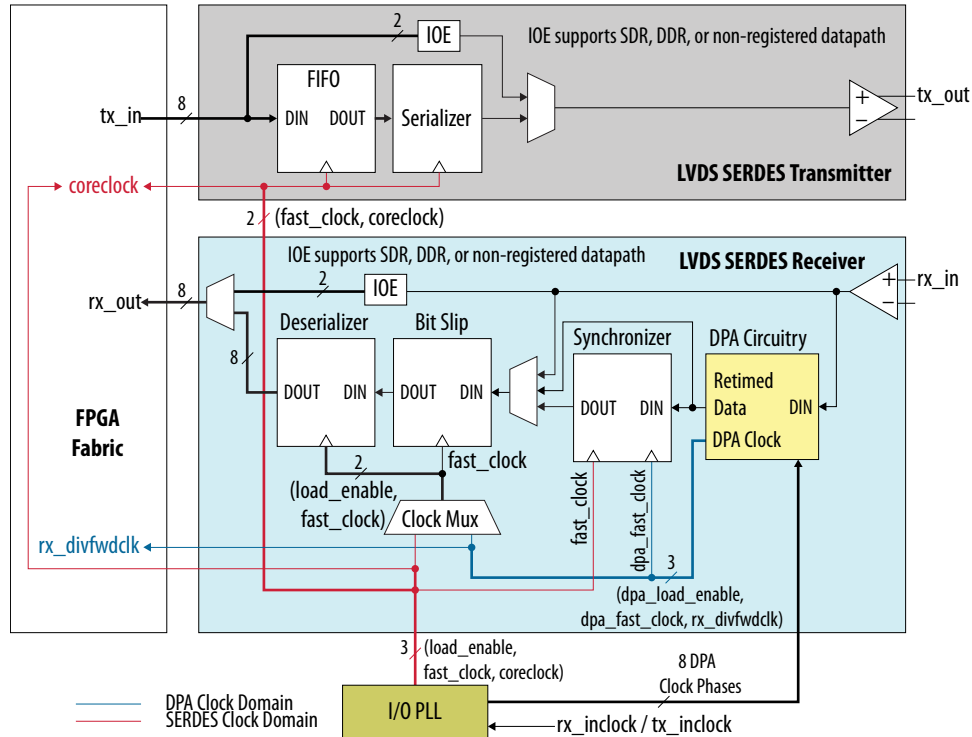 2
IOE
IOE supports SDR, DDR, or non-registered datapath
FIFO
tx_in
8
DIN
DOUT
Serializer
+
−
tx_out
LVDS SERDES Transmitter
coreclock
2
(fast_clock, coreclock)
IOE supports SDR, DDR, or non-registered datapath
LVDS SERDES Receiver
rx_out
8
2
IOE
+
−
rx_in
Deserializer
Bit Slip
Synchronizer
DPA Circuitry
8
DOUT
DIN
DOUT
DIN
DOUT
DIN
Retimed
Data
DIN
DPA Clock
FPGA
Fabric
2
(load_enable,
fast_clock)
fast_clock
Clock Mux
fast_clock
dpa_fast_clock
rx_divfwdclk
3
(dpa_load_enable,
dpa_fast_clock, rx_divfwdclk)
3
(load_enable,
fast_clock, coreclock)
8 DPA
Clock Phases
I/O PLL
rx_inclock / tx_inclock
DPA Clock Domain
SERDES Clock Domain